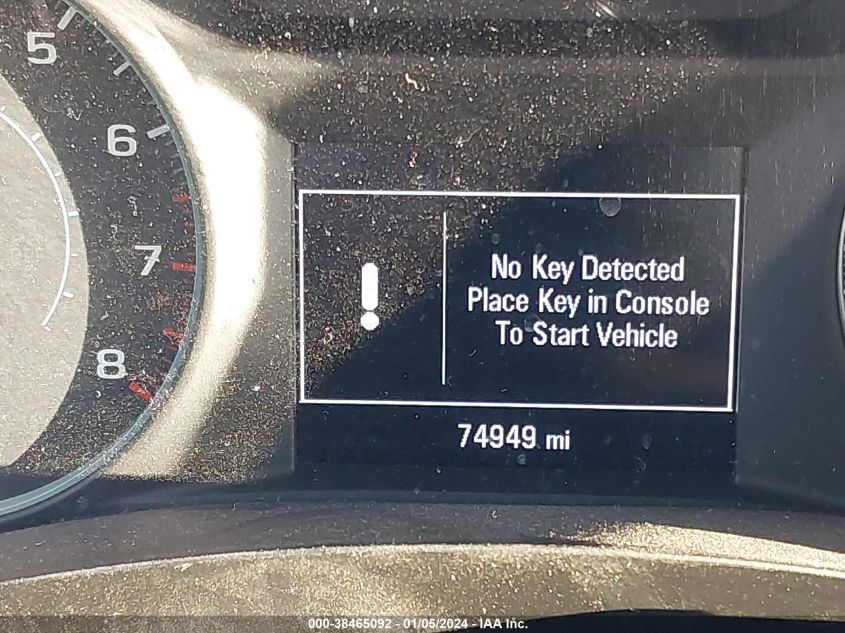 5
6
7
8
No Key Detected
Place Key in Console
To Start Vehicle
74949 mi
000-38465092 - 01/05/2024 - IAA Inc.